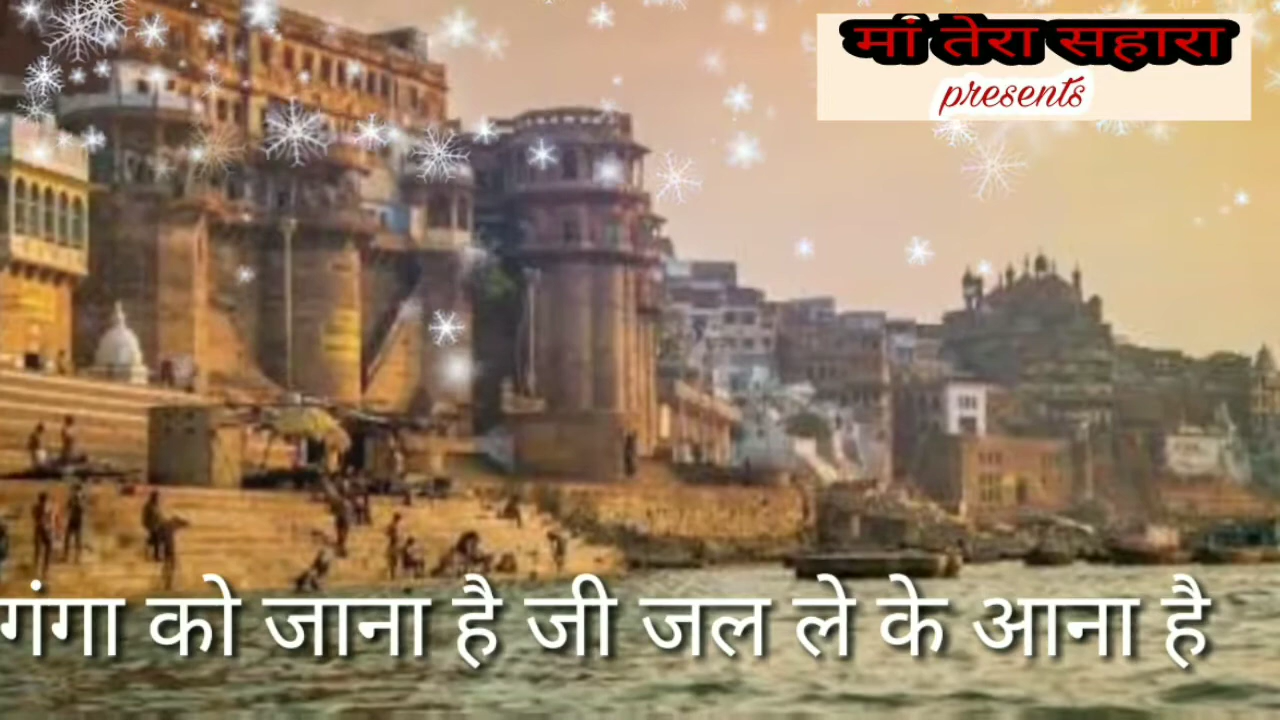 मां तेरा सहारा
presents
गंगा को जाना है जी जल ले के आना है